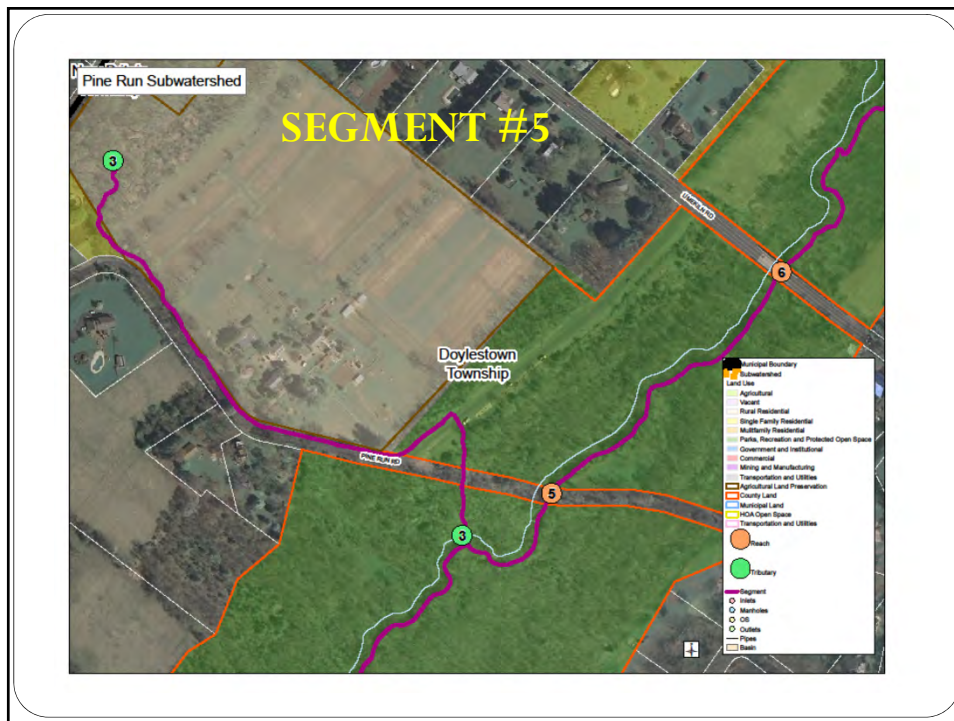 Pine Run Subwatershed
SEGMENT #5
3
LIMEKILN RD
6
Doylestown
Township
PINE RUN RD
5
3
Municipal Boundary
Subwatershed
Land Use
Agricultural
Vacant
Rural Residential
Single Family Residential
Multifamily Residential
Parks, Recreation and Protected Open Space
Government and Institutional
Commercial
Mining and Manufacturing
Transportation and Utilities
Agricultural Land Preservation
County Land
Municipal Land
HOA Open Space
Transportation and Utilities
Reach
Tributary
Segment
Inlets
Manholes
OS
Outlets
Pipes
Basin